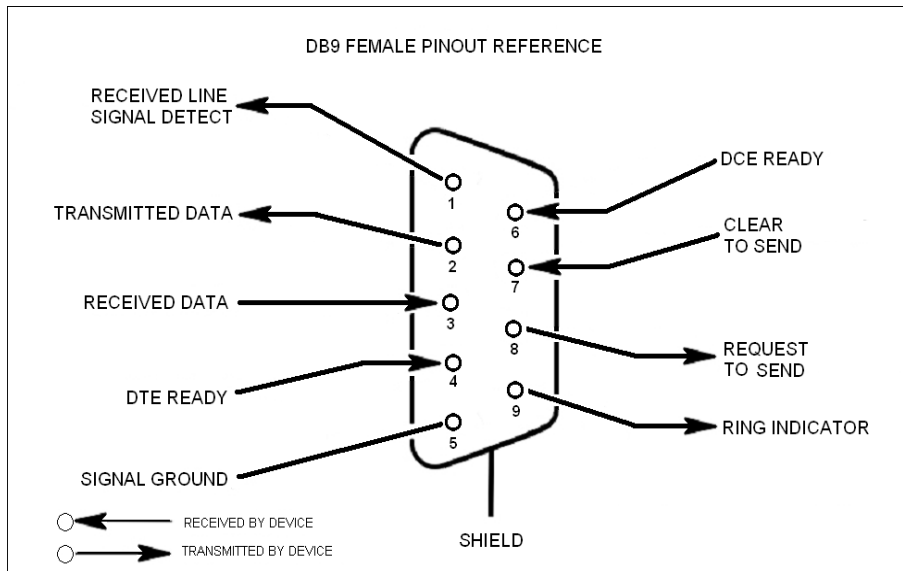 DB9 FEMALE PINOUT REFERENCE
RECEIVED LINE
SIGNAL DETECT
TRANSMITTED DATA
RECEIVED DATA
DTE READY
SIGNAL GROUND
1
2
3
4
5
6
7
8
9
DCE READY
CLEAR
TO SEND
REQUEST
TO SEND
RING INDICATOR
SHIELD
RECEIVED BY DEVICE
TRANSMITTED BY DEVICE